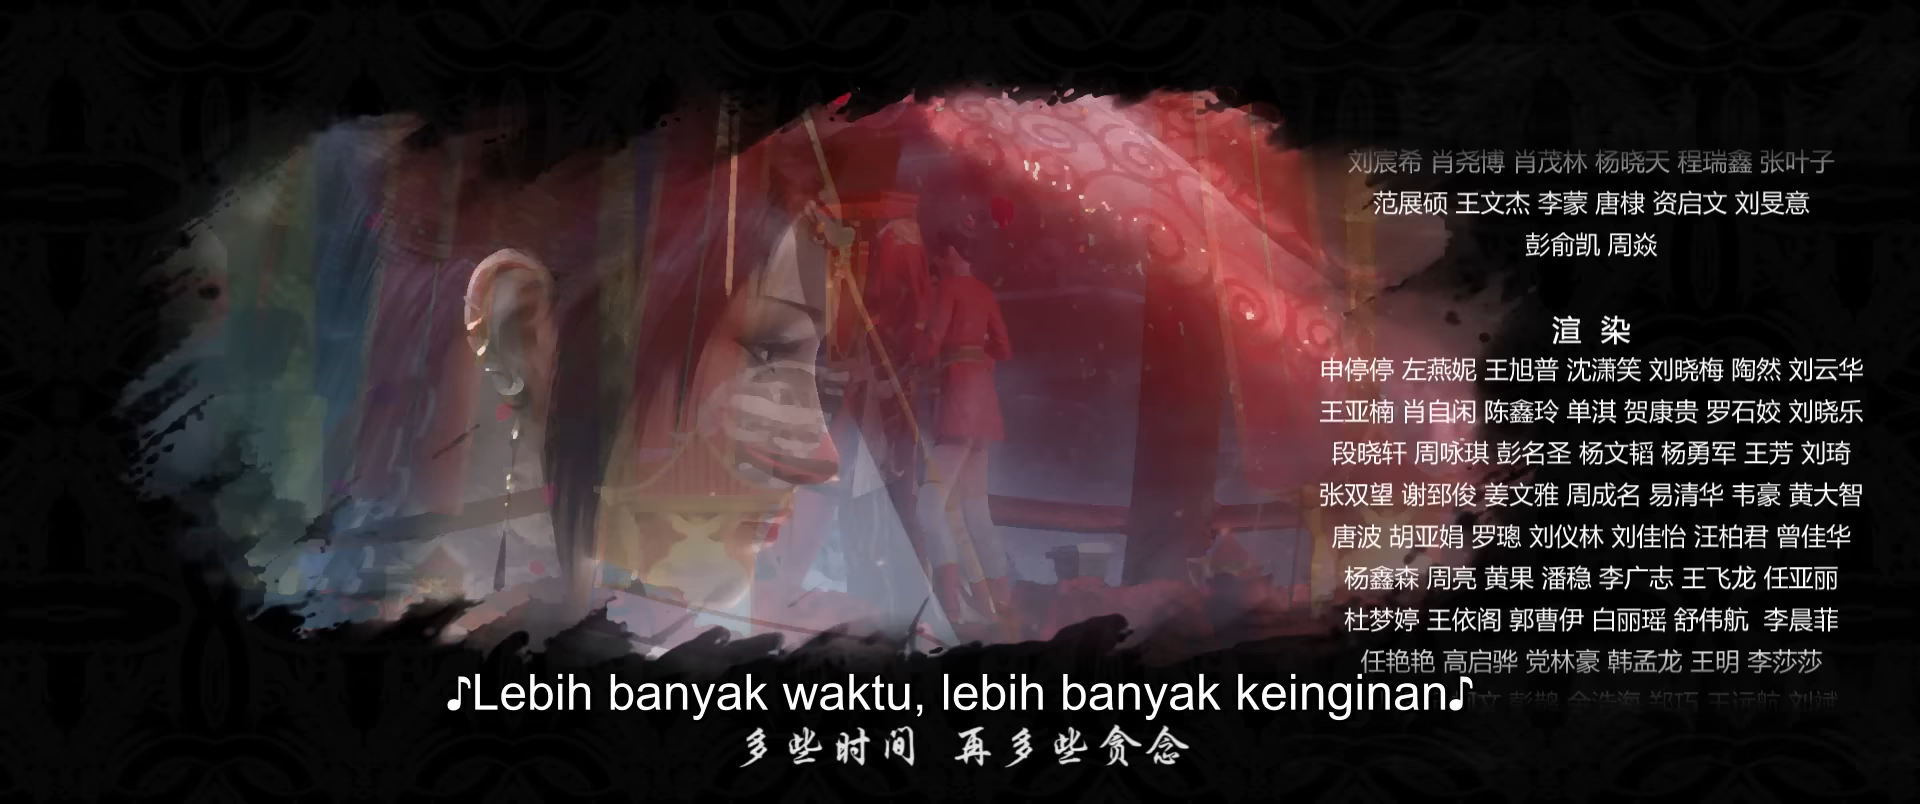 刘宸希 肖尧博 肖茂林 杨晓天 程瑞鑫 张叶子
范展硕 王文杰 李蒙 唐棣 资启文 刘旻意
彭俞凯 周焱
渲 染
申停停 左燕妮 王旭普 沈潇笑 刘晓梅 陶然 刘云华
王亚楠 肖自闲 陈鑫玲 单淇 贺康贵 罗石姣 刘晓乐
段晓轩 周咏琪 彭名圣 杨文韬 杨勇军 王芳 刘琦
张双望 谢郅俊 姜文雅 周成名 易清华 韦豪 黄大智
唐波 胡亚娟 罗璁 刘仪林 刘佳怡 汪柏君 曾佳华
杨鑫森 周亮 黄果 潘稳 李广志 王飞龙 任亚丽
杜梦婷 王依阁 郭曹伊 白丽瑶 舒伟航 李晨菲
任艳艳 高启骅 党林豪 韩孟龙 王明 李莎莎
郑巧 王远航 刘斌
♪Lebih banyak waktu, lebih banyak keinginan♪
多些时间 再多些贪念